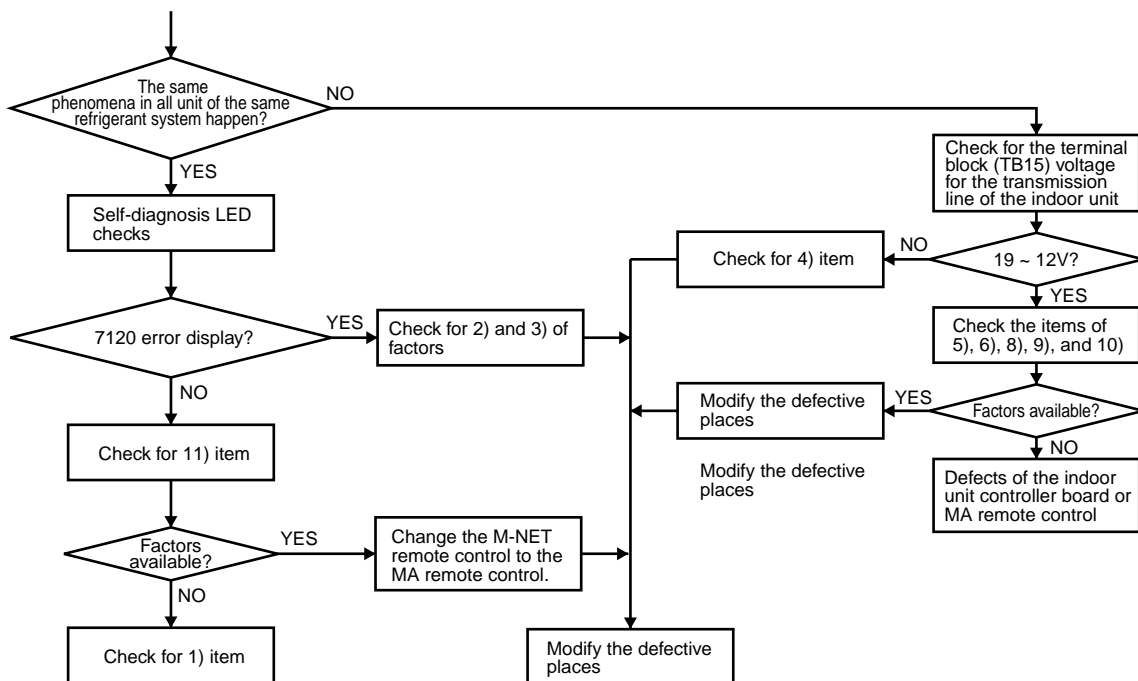 The same
phenomena in all unit of the same
refrigerant system happen?
NO
YES
Check for the terminal
block (TB15) voltage
for the transmission
line of the indoor unit
Self-diagnosis LED
checks
19 ~ 12V?
NO
Check for 4) item
YES
7120 error display?
YES
Check for 2) and 3) of
factors
Check the items of
5), 6), 8), 9), and 10)
NO
Factors available?
YES
Modify the defective
places
NO
Modify the defective
places
Defects of the indoor
unit controller board or
MA remote control
Check for 11) item
Factors
available?
YES
Change the M-NET
remote control to the
MA remote control.
NO
Check for 1) item
Modify the defective
places